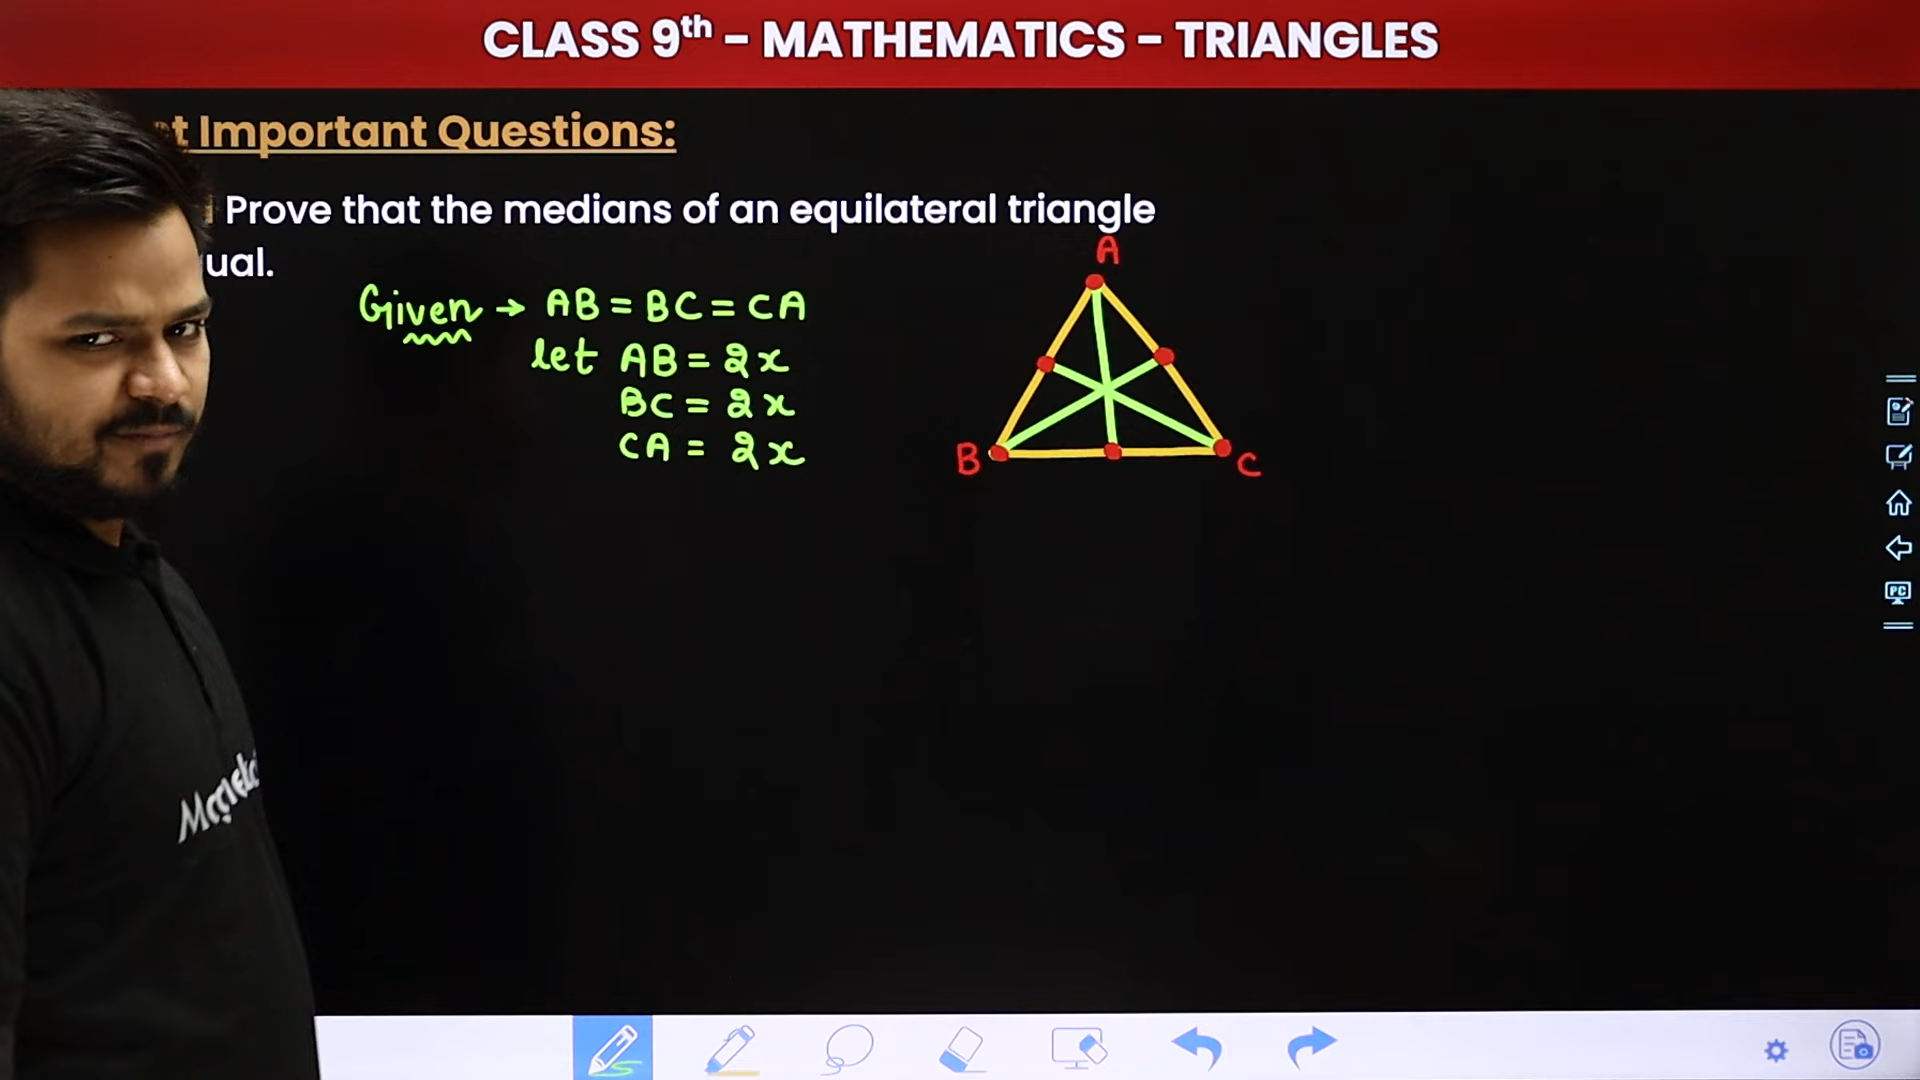 CLASS 9th – MATHEMATICS – TRIANGLES
Important Questions:
Prove that the medians of an equilateral triangle
Given → AB = BC = CA
let AB = 2x
BC = 2x
CA = 2x
A
B
C
PC